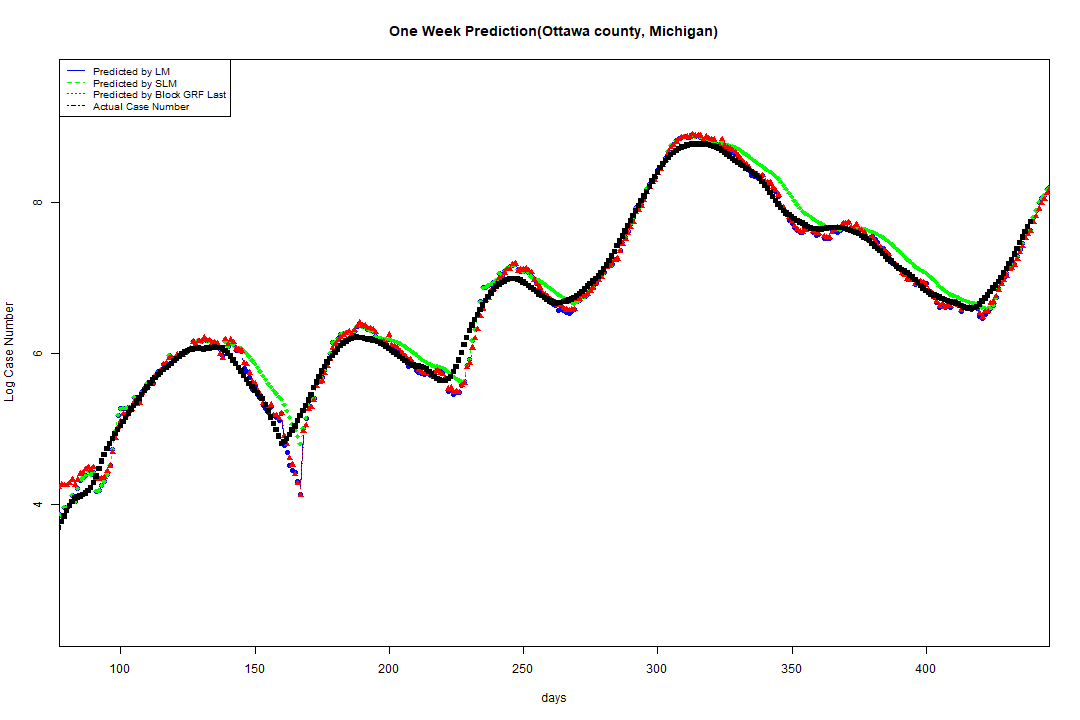 One Week Prediction(Ottawa county, Michigan)
Predicted by LM
Predicted by SLM
Predicted by Block GRF Last
Actual Case Number
8
6
4
Log Case Number
100 150 200 250 300 350 400
days